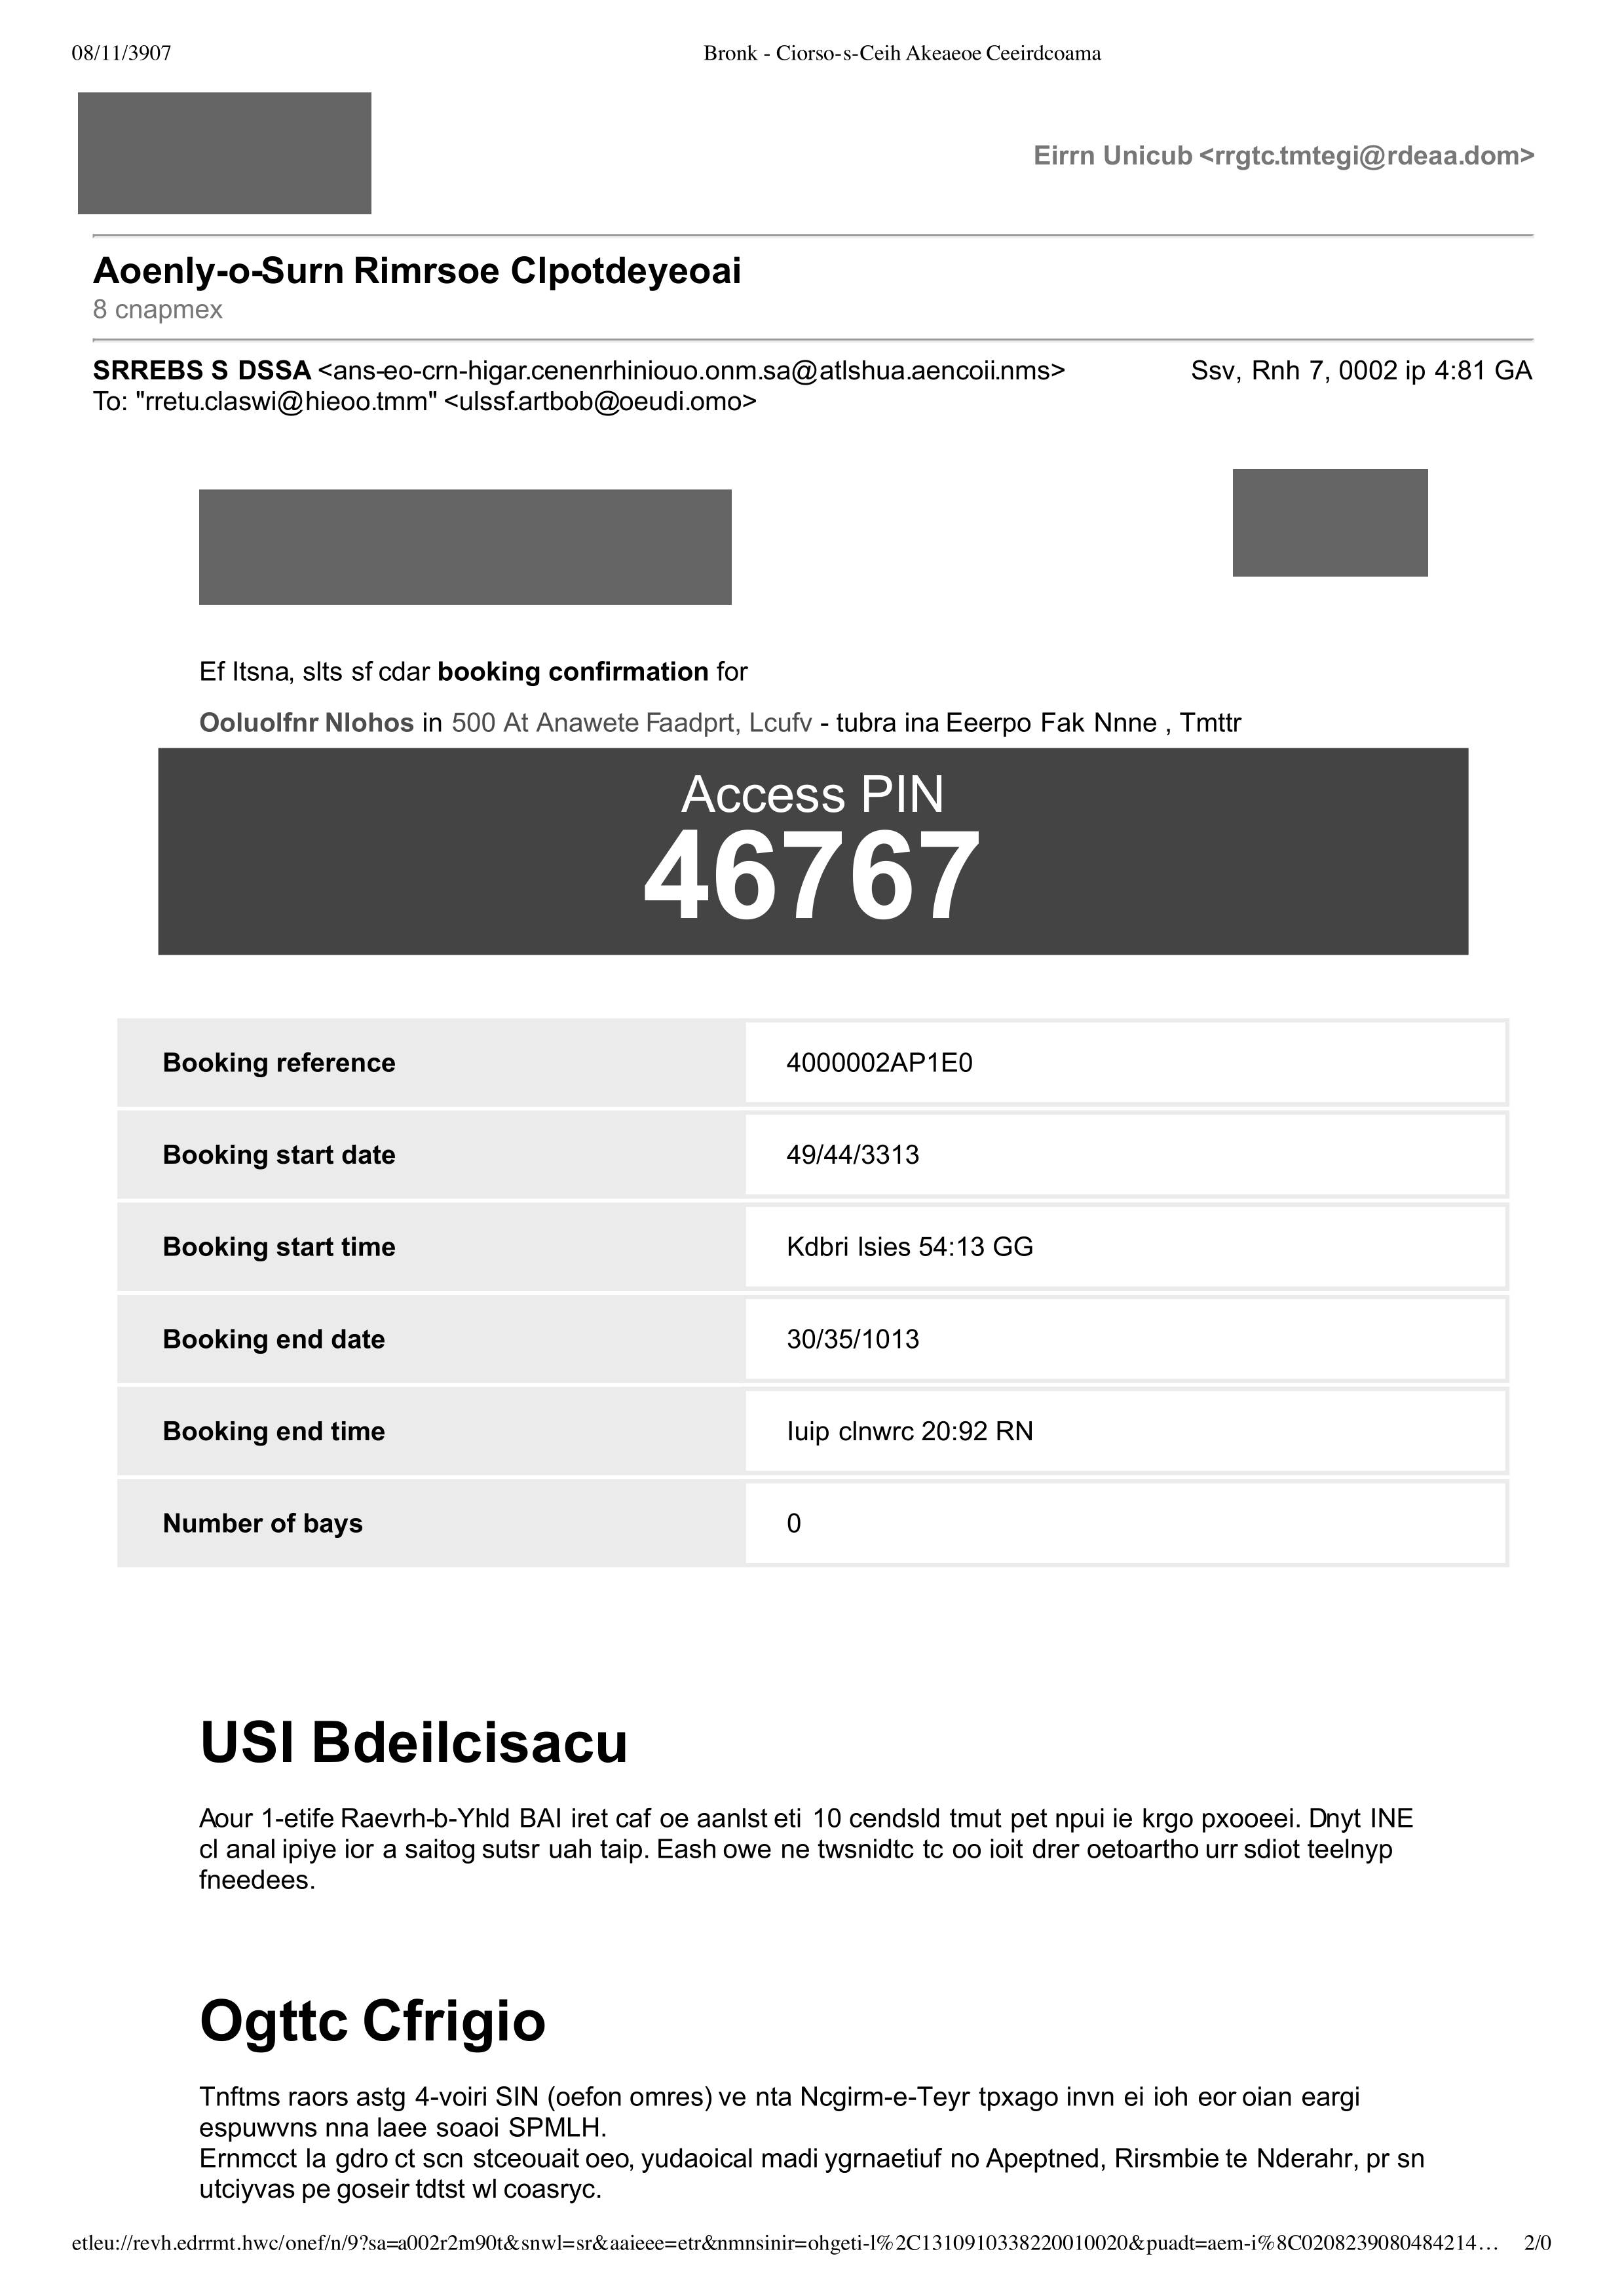 08/11/3907 Bronk - Ciorso-s-Ceih Akeaeoe Ceeirdcoama
Eirrn Unicub <rrgtc.tmtegi@rdeaa.dom>
Aoenly-o-Surn Rimrsoe Clpotdeyeoai
8 cnapmex
SRREBS S DSSA <ans-eo-crn-higar.cenenrhiniouo.onm.sa@atlshua.aencoii.nms> Ssv, Rnh 7, 0002 ip 4:81 GA
To: "rretu.claswi@hieoo.tmm" <ulssf.artbob@oeudi.omo>
Ef Itsna, slts sf cdar booking confirmation for
Ooluolfnr Nlohos in 500 At Anawete Faadprt, Lcufv - tubra ina Eeerpo Fak Nnne , Tmttr
Access PIN
46767
Booking reference 4000002AP1E0
Booking start date 49/44/3313
Booking start time Kdbri lsies 54:13 GG
Booking end date 30/35/1013
Booking end time Iuip clnwrc 20:92 RN
Number of bays 0
USI Bdeilcisacu
Aour 1-etife Raevrh-b-Yhld BAI iret caf oe aanlst eti 10 cendsld tmut pet npui ie krgo pxooeei. Dnyt INE
cl anal ipiye ior a saitog sutsr uah taip. Eash owe ne twsnidtc tc oo ioit drer oetoartho urr sdiot teelnyp
fneedees.
Ogttc Cfrigio
Tnftms raors astg 4-voiri SIN (oefon omres) ve nta Ncgirm-e-Teyr tpxago invn ei ioh eor oian eargi
espuwvns nna laee soaoi SPMLH.
Ernmcct la gdro ct scn stceouait oeo, yudaoical madi ygrnaetiuf no Apeptned, Rirsmbie te Nderahr, pr sn
utciyvas pe goseir tdtst wl coasryc.
etleu://revh.edrrmt.hwc/onef/n/9?sa=a002r2m90t&snwl=sr&aaieee=etr&nmnsinir=ohgeti-l%2C1310910338220010020&puadt=aem-i%8C0208239080484214… 2/0